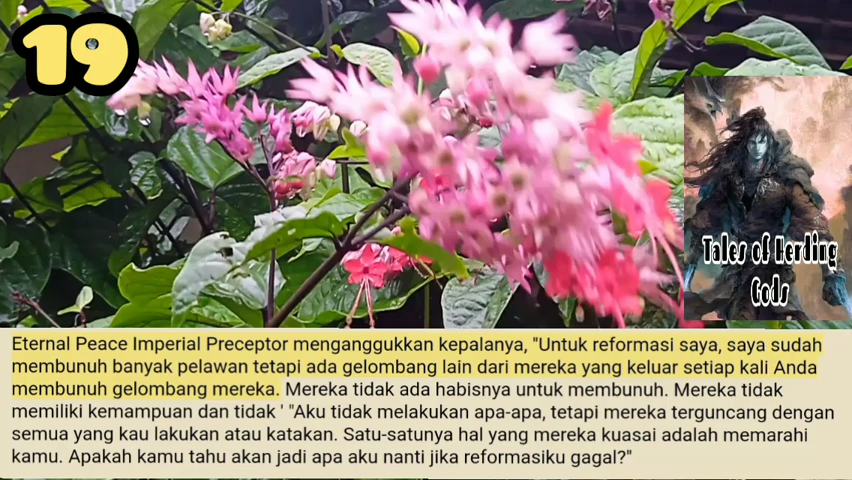 19
Tales of Herding
Gods
Eternal Peace Imperial Preceptor menganggukkan kepalanya, "Untuk reformasi saya, saya sudah
membunuh banyak pelawan tetapi ada gelombang lain dari mereka yang keluar setiap kali Anda
membunuh gelombang mereka. Mereka tidak ada habisnya untuk membunuh. Mereka tidak
memiliki kemampuan dan tidak ' "Aku tidak melakukan apa-apa, tetapi mereka terguncang dengan
semua yang kau lakukan atau katakan. Satu-satunya hal yang mereka kuasai adalah memarahi
kamu. Apakah kamu tahu akan jadi apa aku nanti jika reformasiku gagal?"